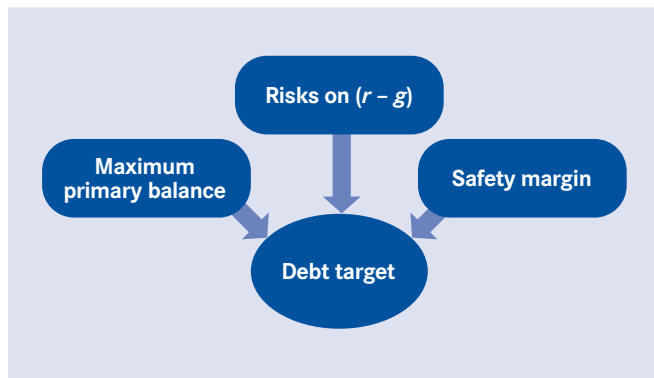 Risks on (r – g)
Maximum
primary balance
Safety margin
Debt target